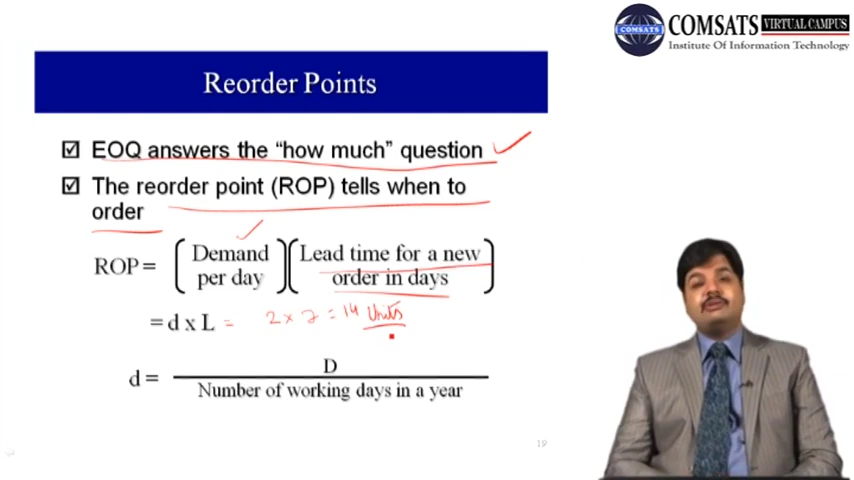 COMSATS VIRTUAL CAMPUS
COMSATS
Institute Of Information Technology
Reorder Points
EOQ answers the “how much” question
The reorder point (ROP) tells when to
order
ROP = (Demand per day) (Lead time for a new order in days)
= d x L = 2 x 7 = 14 Units
d = D
Number of working days in a year
19